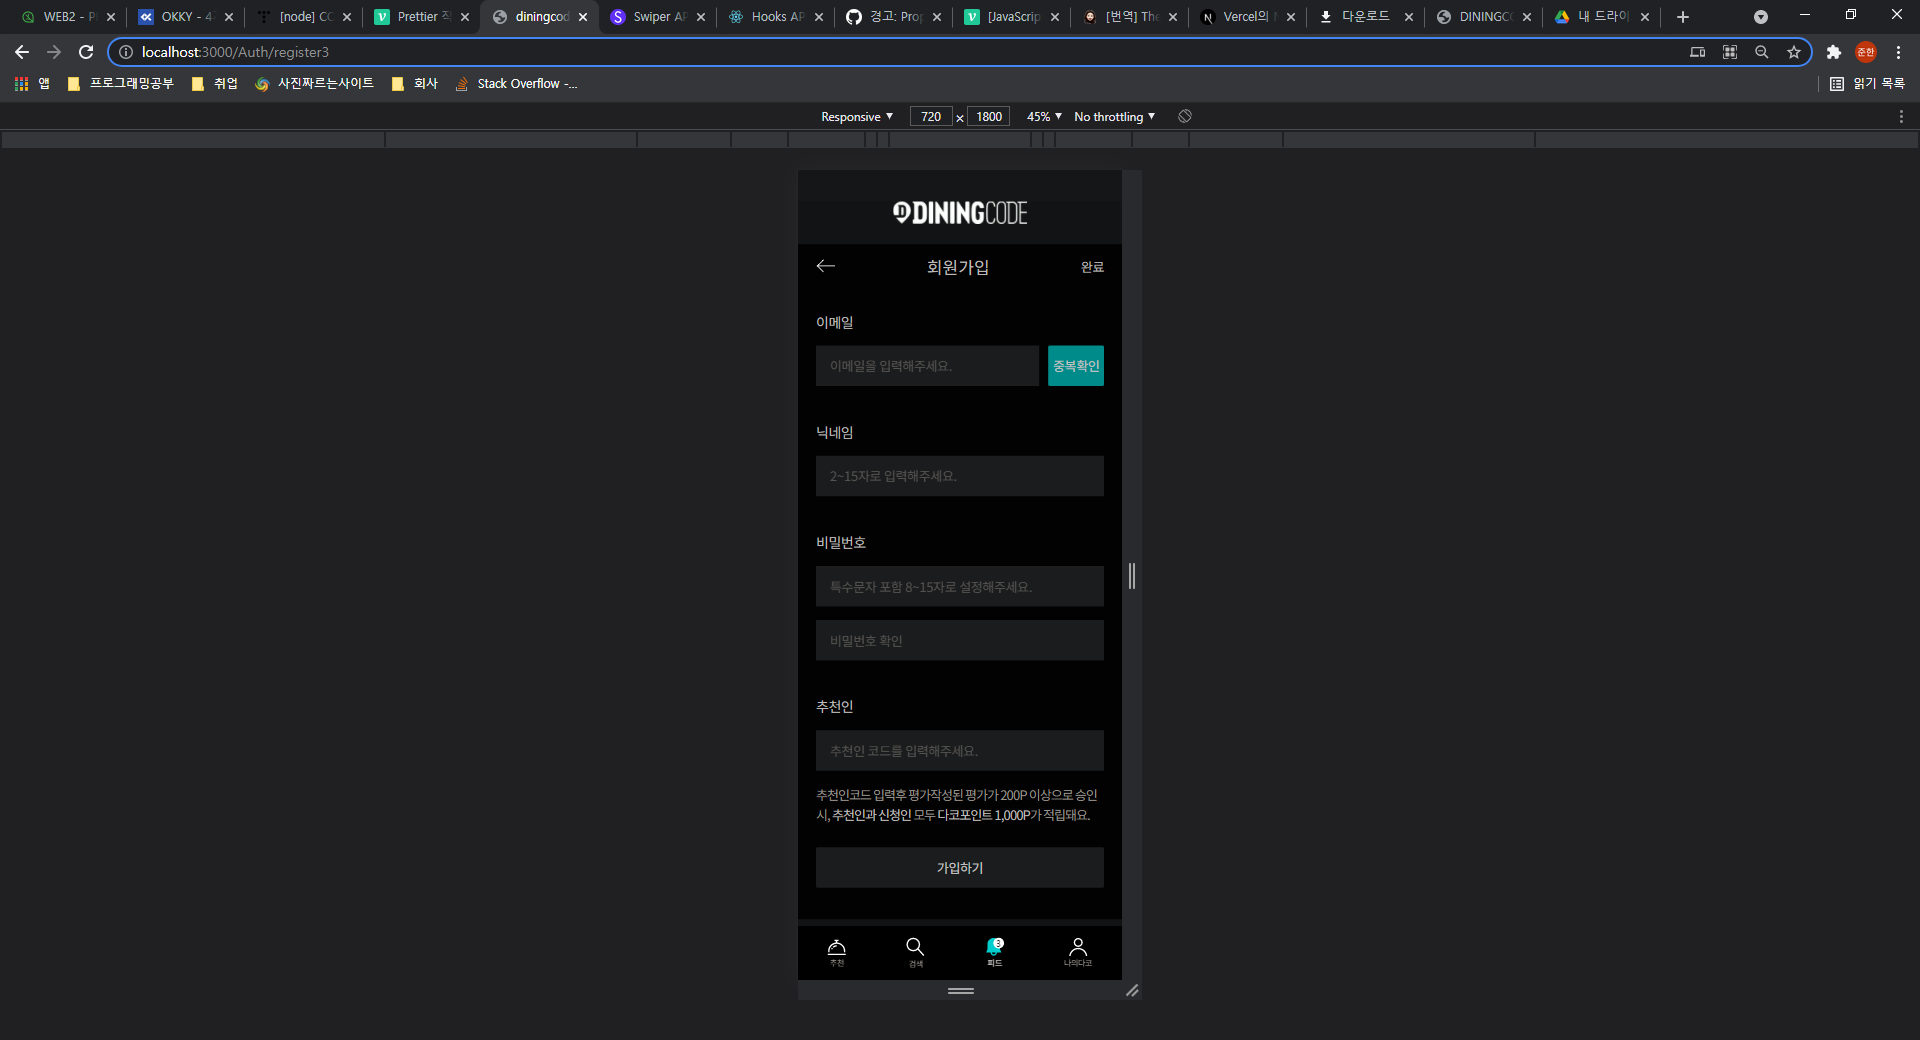 WEB2 - P
OKKY - 4
[node] CC
Prettier 작
diningcod
Swiper AP
Hooks AP
경고: Prop
[JavaScrip
[번역] The
Vercel의 N
다운로드
DININGCO
내 드라이
localhost:3000/Auth/register3
준한
앱
프로그래밍공부
취업
사진짜르는사이트
회사
Stack Overflow -...
읽기 목록
Responsive ▼ 720 × 1800 45% ▼ No throttling ▼
DININGCODE
회원가입
완료
이메일
이메일을 입력해주세요.
중복확인
닉네임
2~15자로 입력해주세요.
비밀번호
특수문자 포함 8~15자로 설정해주세요.
비밀번호 확인
추천인
추천인 코드를 입력해주세요.
추천인코드 입력후 평가작성된 평가가 200P 이상으로 승인
시, 추천인과 신청인 모두 다코포인트 1,000P가 적립돼요.
가입하기
추천
검색
피드
나의다코